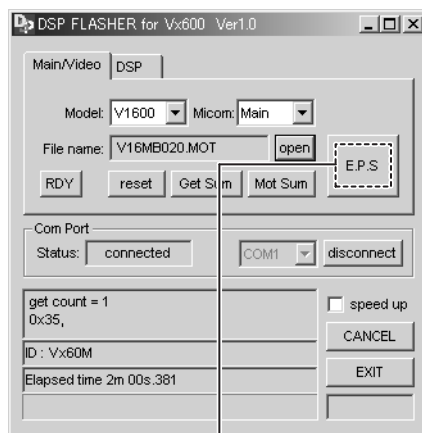 DSP FLASHER for Vx600 Ver1.0
Main/Video DSP
Model: V1600 Micom: Main
File name: V16MB020.MOT open
E.P.S
RDY reset Get Sum Mot Sum
Com Port
Status: connected COM1 disconnect
get count = 1
0x35,
speed up
CANCEL
ID : Vx60M
Elapsed time 2m 00s.381
EXIT